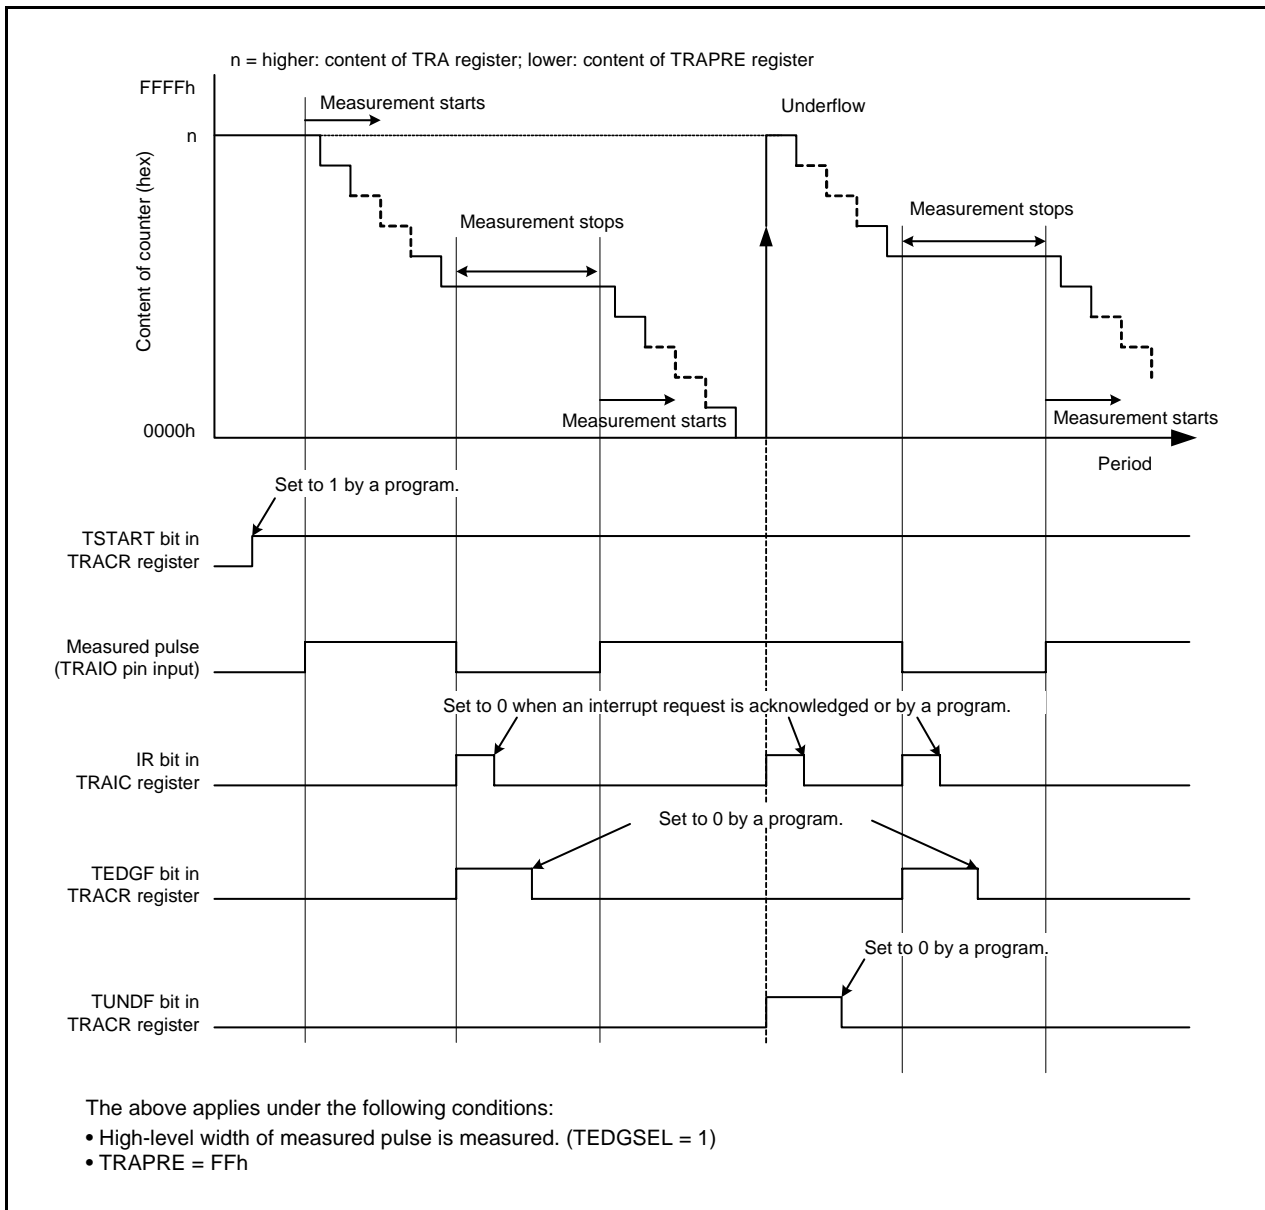 n = higher: content of TRA register; lower: content of TRAPRE register
FFFFh
Measurement starts
Underflow
n
Content of counter (hex)
Measurement stops
Measurement stops
Measurement starts
Measurement starts
0000h
Period
Set to 1 by a program.
TSTART bit in
TRACR register
Measured pulse
(TRAIO pin input)
Set to 0 when an interrupt request is acknowledged or by a program.
IR bit in
TRAIC register
Set to 0 by a program.
TEDGF bit in
TRACR register
Set to 0 by a program.
TUNDF bit in
TRACR register
The above applies under the following conditions:
• High-level width of measured pulse is measured. (TEDGSEL = 1)
• TRAPRE = FFh